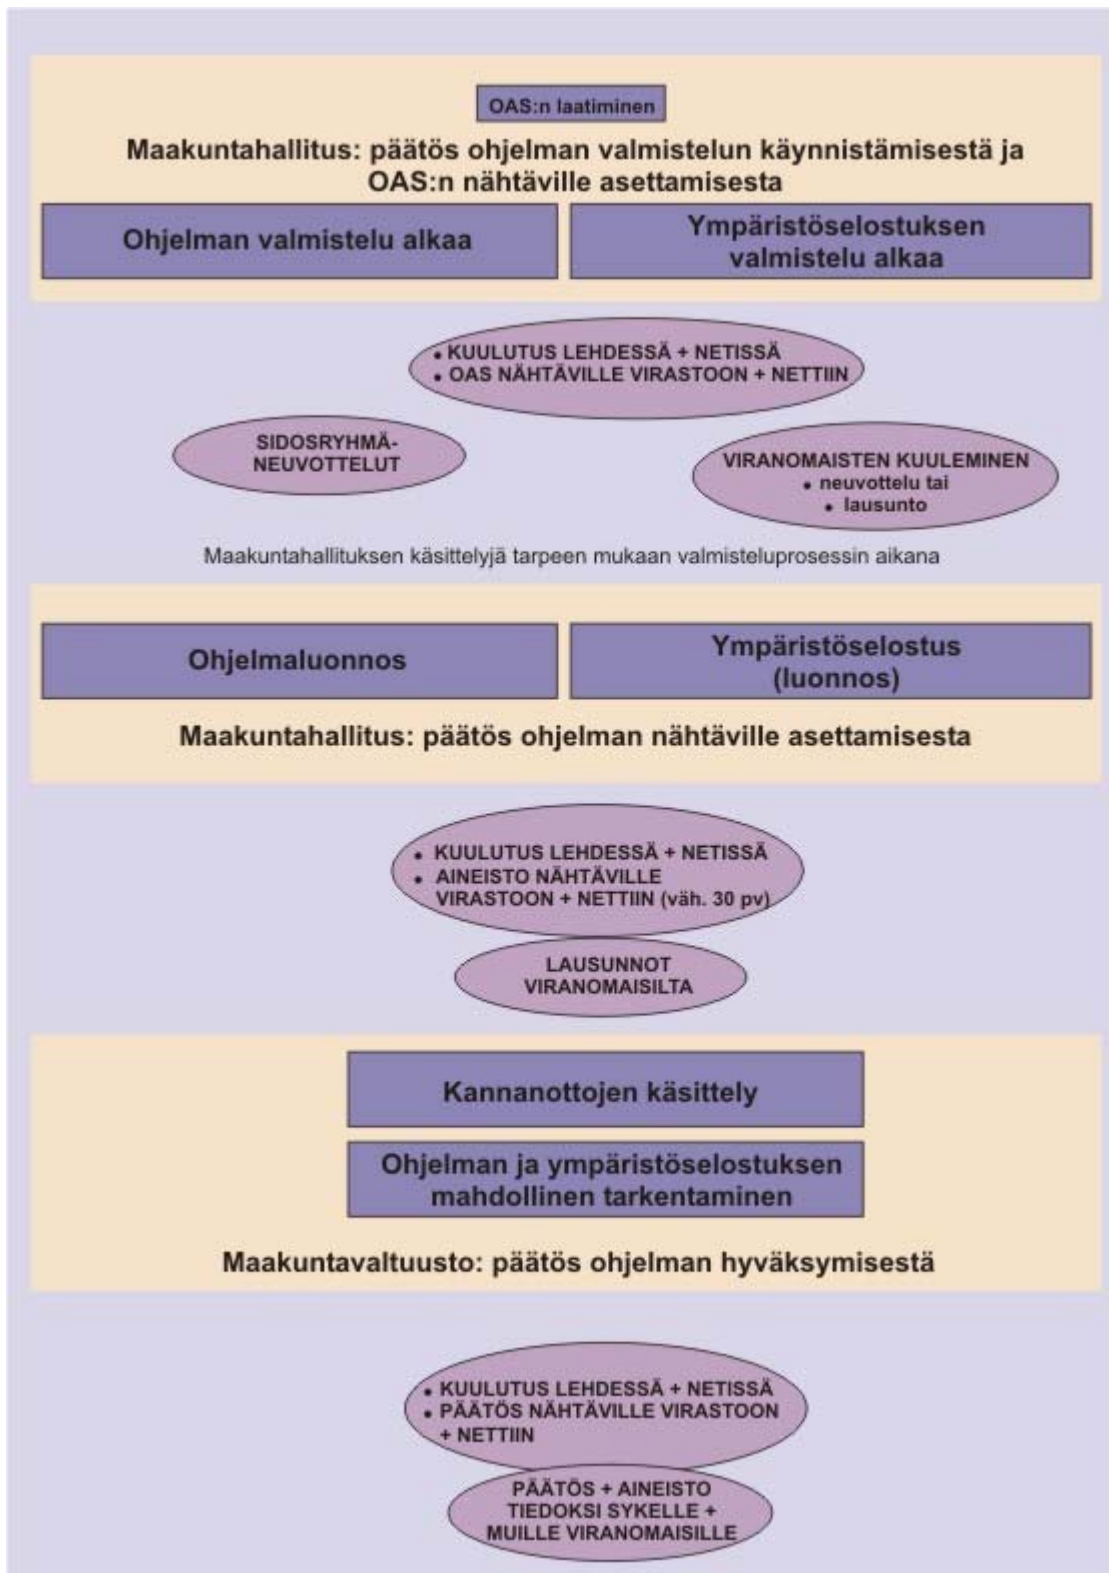 OAS:n laatiminen
Maakuntahallitus: päätös ohjelman valmistelun käynnistämisestä ja
OAS:n nähtäville asettamisesta
Ohjelman valmistelu alkaa
Ympäristöselostuksen
valmistelu alkaa
• KUULUTUS LEHDESSÄ + NETISSÄ
• OAS NÄHTÄVILLE VIRASTOON + NETTIIN
SIDOSRYHMÄ-
NEUVOTTELUT
VIRANOMAISTEN KUULEMINEN
• neuvottelu tai
• lausunto
Maakuntahallituksen käsittelyjä tarpeen mukaan valmisteluprosessin aikana
Ohjelmaluonnos
Ympäristöselostus
(luonnos)
Maakuntahallitus: päätös ohjelman nähtäville asettamisesta
• KUULUTUS LEHDESSÄ + NETISSÄ
• AINEISTO NÄHTÄVILLE
VIRASTOON + NETTIIN (väh. 30 pv)
LAUSUNNOT
VIRANOMAISILTA
Kannanottojen käsittely
Ohjelman ja ympäristöselostuksen
mahdollinen tarkentaminen
Maakuntavaltuusto: päätös ohjelman hyväksymisestä
• KUULUTUS LEHDESSÄ + NETISSÄ
• PÄÄTÖS NÄHTÄVILLE VIRASTOON
+ NETTIIN
PÄÄTÖS + AINEISTO
TIEDOKSI SYKELLE +
MUILLE VIRANOMAISILLE